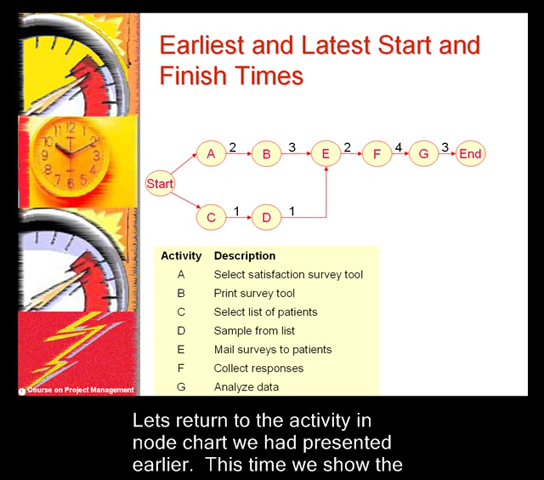 Earliest and Latest Start and
Finish Times
A 2 B 3 E 2 F 4 G 3 End
Start
C 1 D 1
Activity Description
A Select satisfaction survey tool
B Print survey tool
C Select list of patients
D Sample from list
E Mail surveys to patients
F Collect responses
G Analyze data
Course on Project Management
Lets return to the activity in
node chart we had presented
earlier. This time we show the